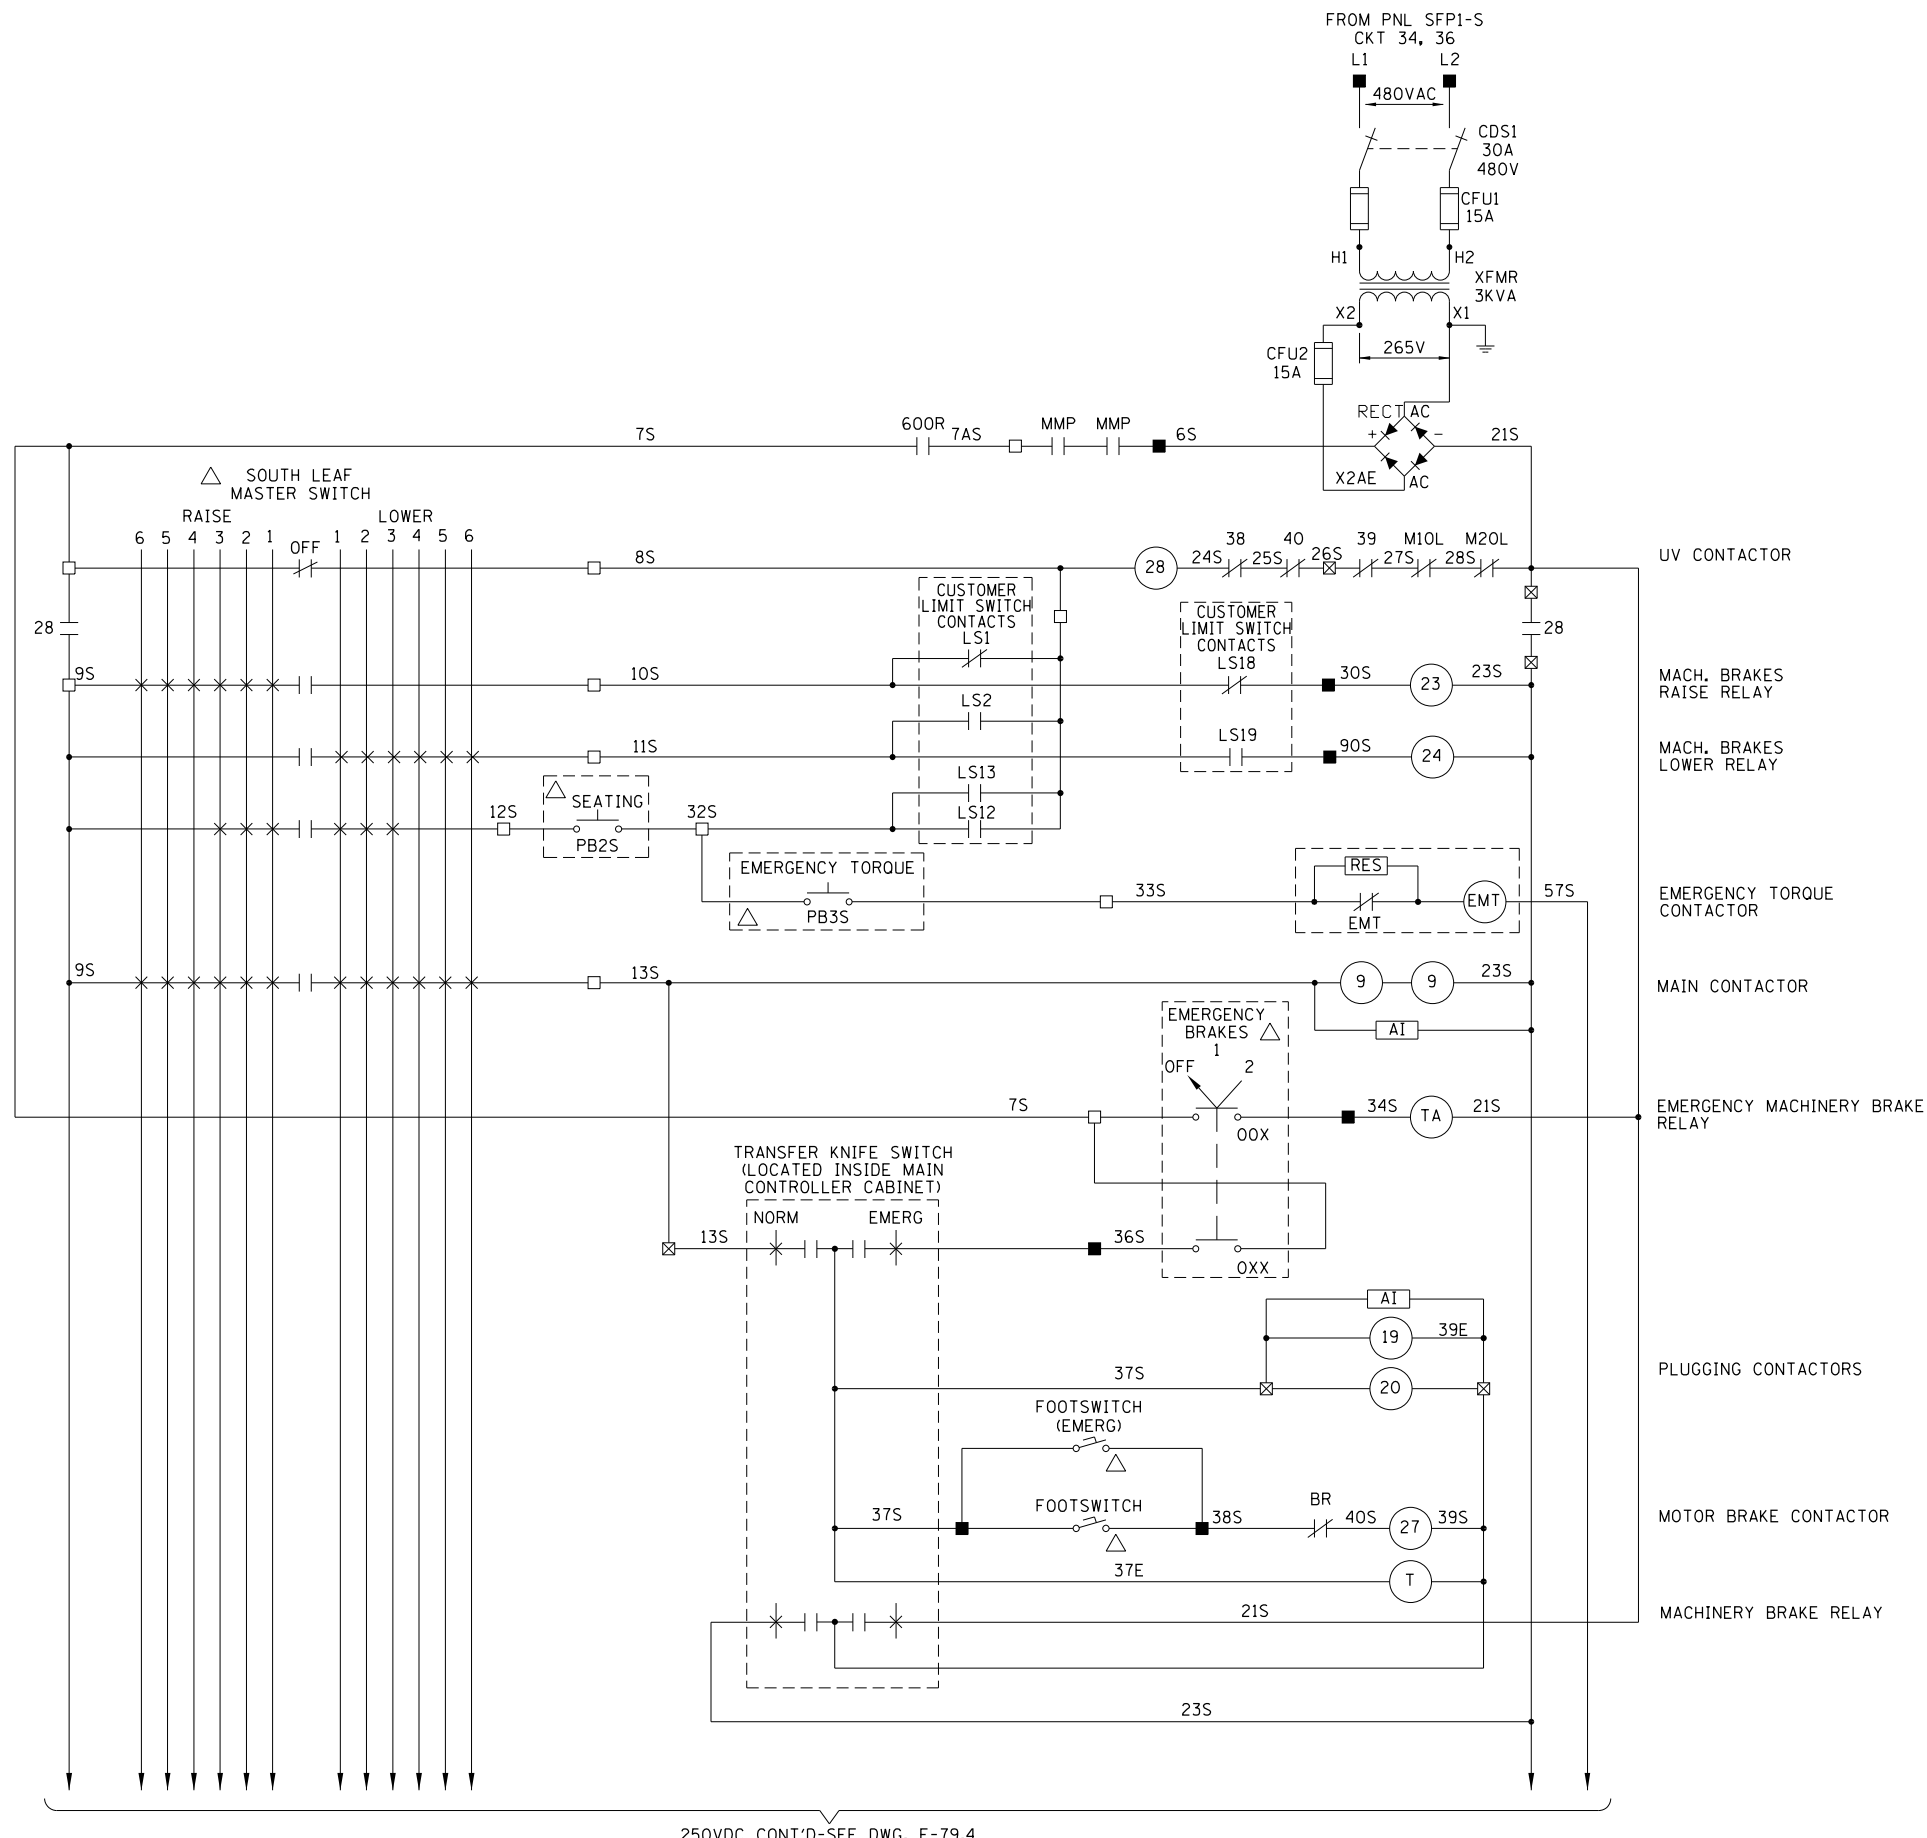 FROM PNL SFP1-S
CKT 34, 36
L1
L2
480VAC
CDS1
30A
480V
CFU1
15A
H1
H2
XFMR
3KVA
X2
X1
CFU2
15A
265V
RECT
AC
+
-
7S
600R
7AS
MMP
MMP
6S
21S
X2AE
AC
SOUTH LEAF
MASTER SWITCH
RAISE
LOWER
6 5 4 3 2 1 OFF 1 2 3 4 5 6
8S
28
24S
38
25S
40
26S
39
27S
M1OL
28S
M2OL
UV CONTACTOR
CUSTOMER
LIMIT SWITCH
CONTACTS
LS1
CUSTOMER
LIMIT SWITCH
CONTACTS
LS18
28
28
9S
10S
30S
23
23S
MACH. BRAKES
RAISE RELAY
LS2
11S
LS19
90S
24
MACH. BRAKES
LOWER RELAY
LS13
SEATING
12S
PB2S
32S
LS12
EMERGENCY TORQUE
PB3S
33S
RES
EMT
EMT
57S
EMERGENCY TORQUE
CONTACTOR
9S
13S
9
9
23S
MAIN CONTACTOR
AI
EMERGENCY
BRAKES
1
OFF
2
7S
OOX
34S
TA
21S
EMERGENCY MACHINERY BRAKE
RELAY
TRANSFER KNIFE SWITCH
(LOCATED INSIDE MAIN
CONTROLLER CABINET)
NORM
EMERG
13S
36S
OXX
AI
19
39E
37S
20
PLUGGING CONTACTORS
FOOTSWITCH
(EMERG)
37S
FOOTSWITCH
38S
BR
40S
27
39S
MOTOR BRAKE CONTACTOR
37E
T
21S
MACHINERY BRAKE RELAY
23S
250VDC CONT'D-SEE DWG. E-79.4